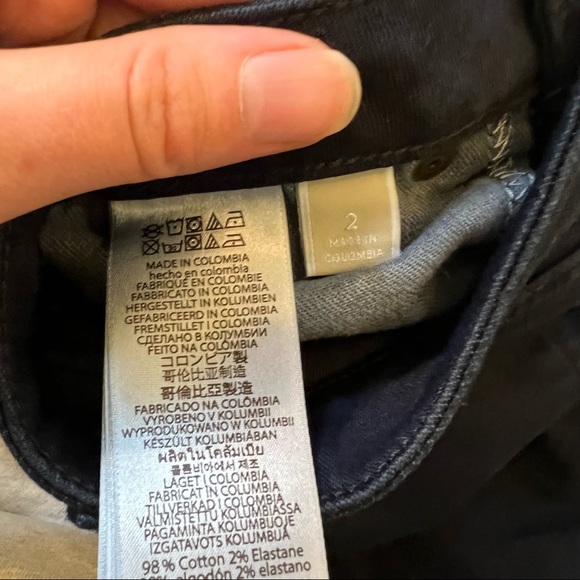 2
MADE IN
COLOMBIA
MADE IN COLOMBIA
hecho en colombia
FABRIQUÉ EN COLOMBIE
FABBRICATO IN COLOMBIA
HERGESTELLT IN KOLUMBIEN
GEFABRICEERD IN COLOMBIA
FREMSTILLET I COLOMBIA
СДЕЛАНО В КОЛУМБИИ
FEITO NA COLÔMBIA
コロンビア製
哥伦比亚制造
哥倫比亞製造
FABRICADO NA COLÔMBIA
VYROBENO V KOLUMBII
WYPRODUKOWANO W KOLUMBII
KÉSZÜLT KOLUMBIÁBAN
ผลิตในโคลัมเบีย
콜롬비아에서 제조
LAGET I COLOMBIA
FABRICAT IN COLUMBIA
TILLVERKAD I COLOMBIA
VALMISTETTU KOLUMBIASSA
PAGAMINTA KOLUMBIJOJE
IZGATAVOTS KOLUMBIJĀ
98% Cotton 2% Elastane
algodón 2% elastano